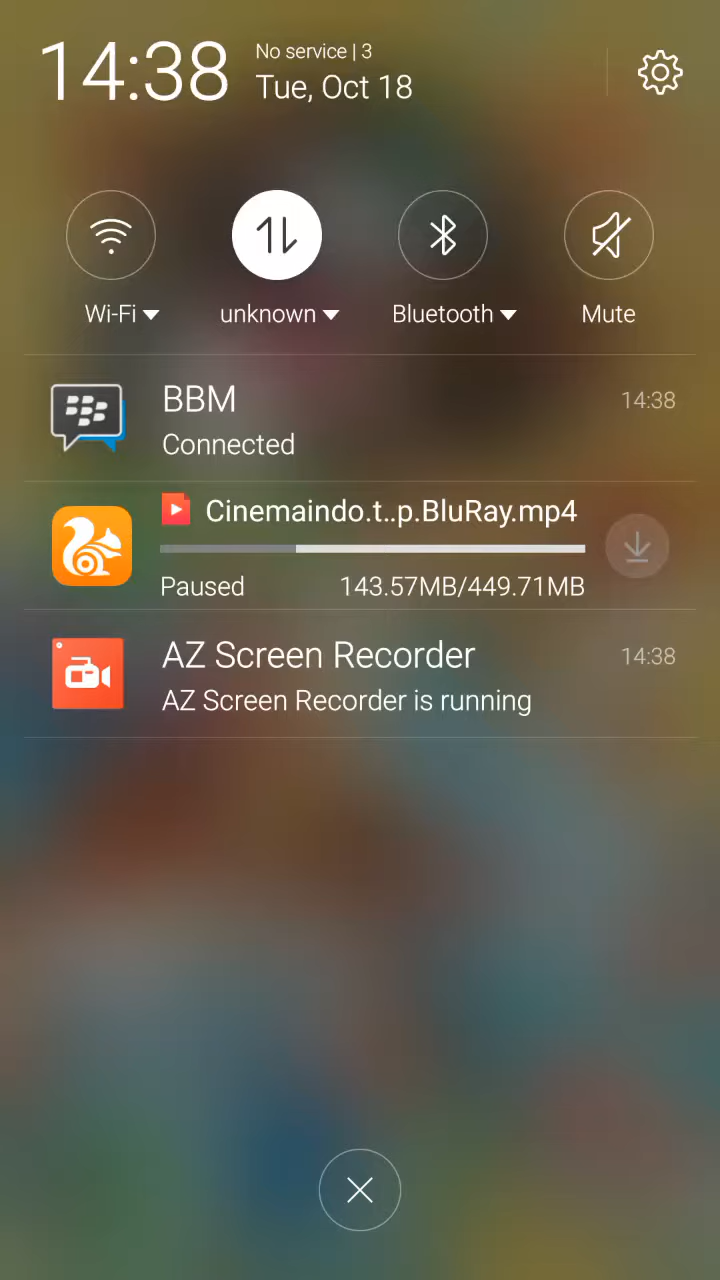 14:38
No service | 3
Tue, Oct 18
Wi-Fi
unknown
Bluetooth
Mute
BBM
14:38
Connected
Cinemaindo.t..p.BluRay.mp4
Paused
143.57MB/449.71MB
AZ Screen Recorder
14:38
AZ Screen Recorder is running